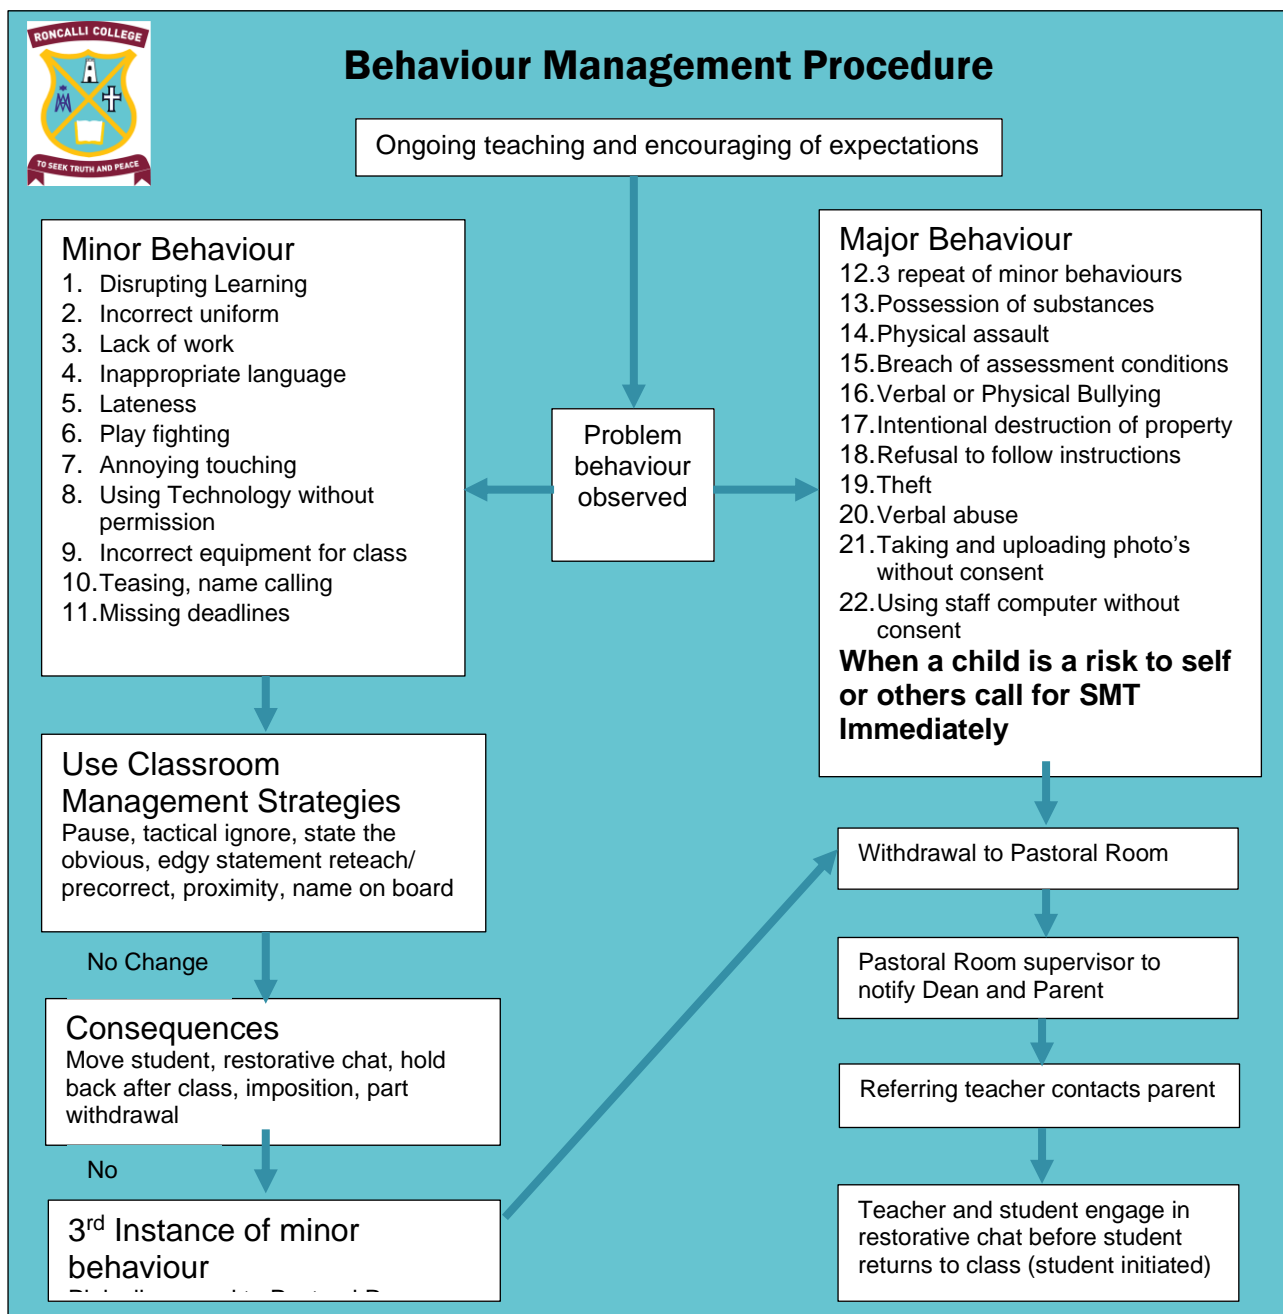 RONCALLI COLLEGE
TO SEEK TRUTH AND PEACE
Behaviour Management Procedure
Ongoing teaching and encouraging of expectations
Minor Behaviour
1. Disrupting Learning
2. Incorrect uniform
3. Lack of work
4. Inappropriate language
5. Lateness
6. Play fighting
7. Annoying touching
8. Using Technology without
permission
9. Incorrect equipment for class
10. Teasing, name calling
11. Missing deadlines
Problem
behaviour
observed
Major Behaviour
12. 3 repeat of minor behaviours
13. Possession of substances
14. Physical assault
15. Breach of assessment conditions
16. Verbal or Physical Bullying
17. Intentional destruction of property
18. Refusal to follow instructions
19. Theft
20. Verbal abuse
21. Taking and uploading photo's
without consent
22. Using staff computer without
consent
When a child is a risk to self
or others call for SMT
Immediately
Use Classroom
Management Strategies
Pause, tactical ignore, state the
obvious, edgy statement reteach/
precorrect, proximity, name on board
No Change
Consequences
Move student, restorative chat, hold
back after class, imposition, part
withdrawal
No
3rd Instance of minor
behaviour
Withdrawal to Pastoral Room
Pastoral Room supervisor to
notify Dean and Parent
Referring teacher contacts parent
Teacher and student engage in
restorative chat before student
returns to class (student initiated)